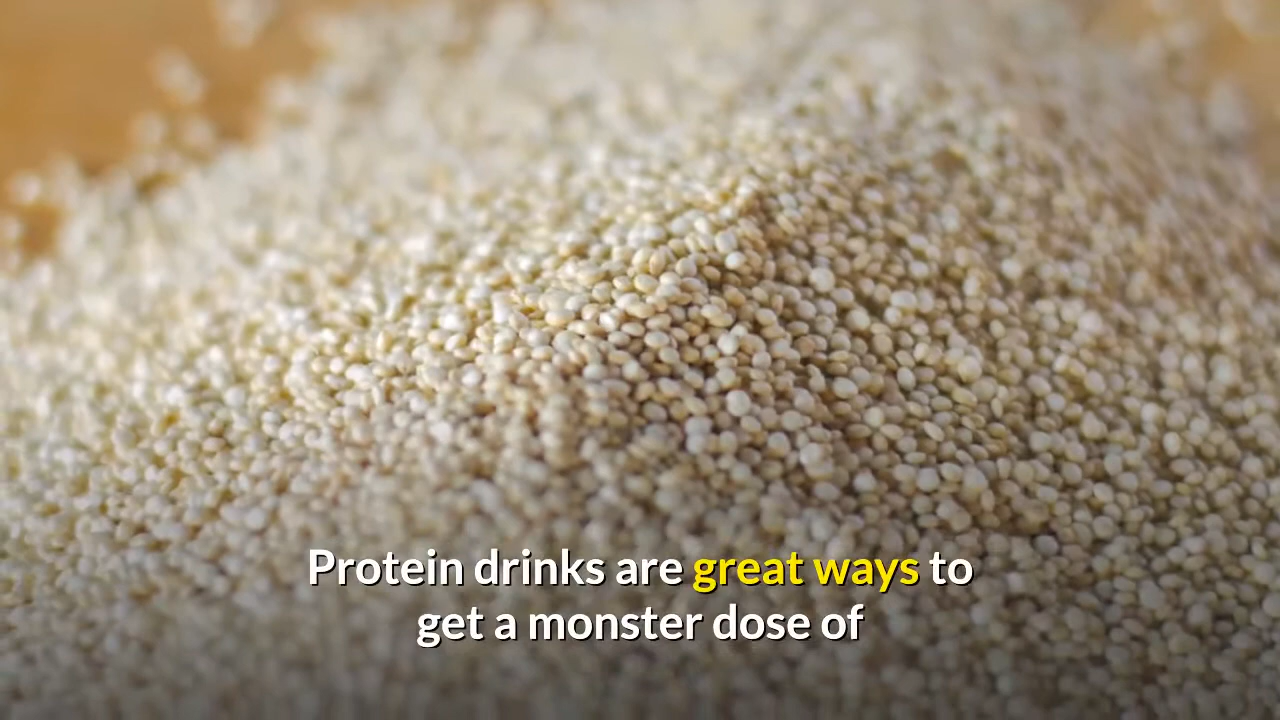 Protein drinks are great ways to
get a monster dose of